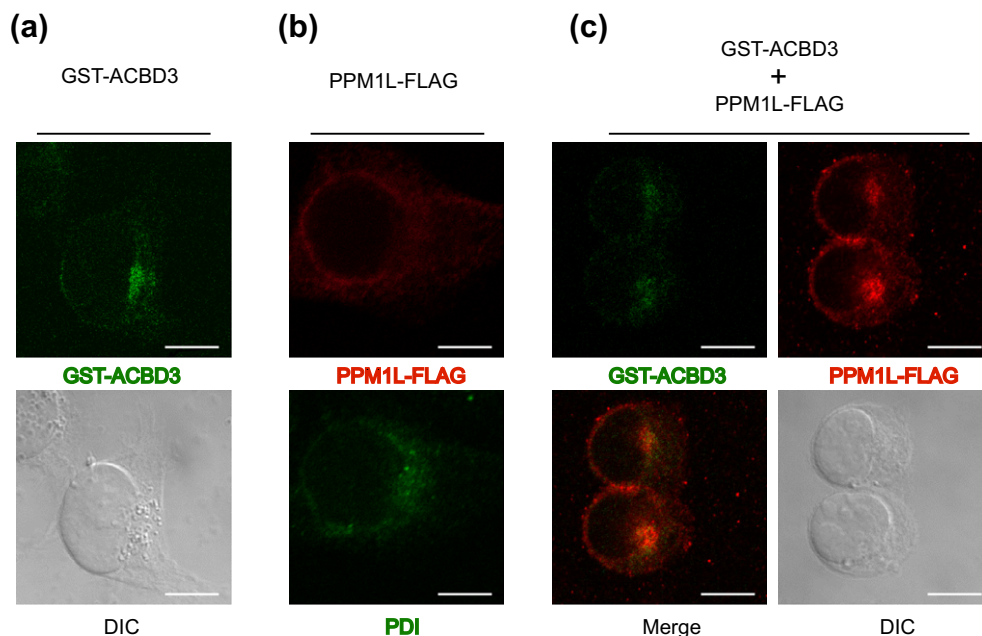 (a)
GST-ACBD3
GST-ACBD3
DIC
(b)
PPM1L-FLAG
PPM1L-FLAG
PDI
(c)
GST-ACBD3
+
PPM1L-FLAG
GST-ACBD3
PPM1L-FLAG
Merge
DIC